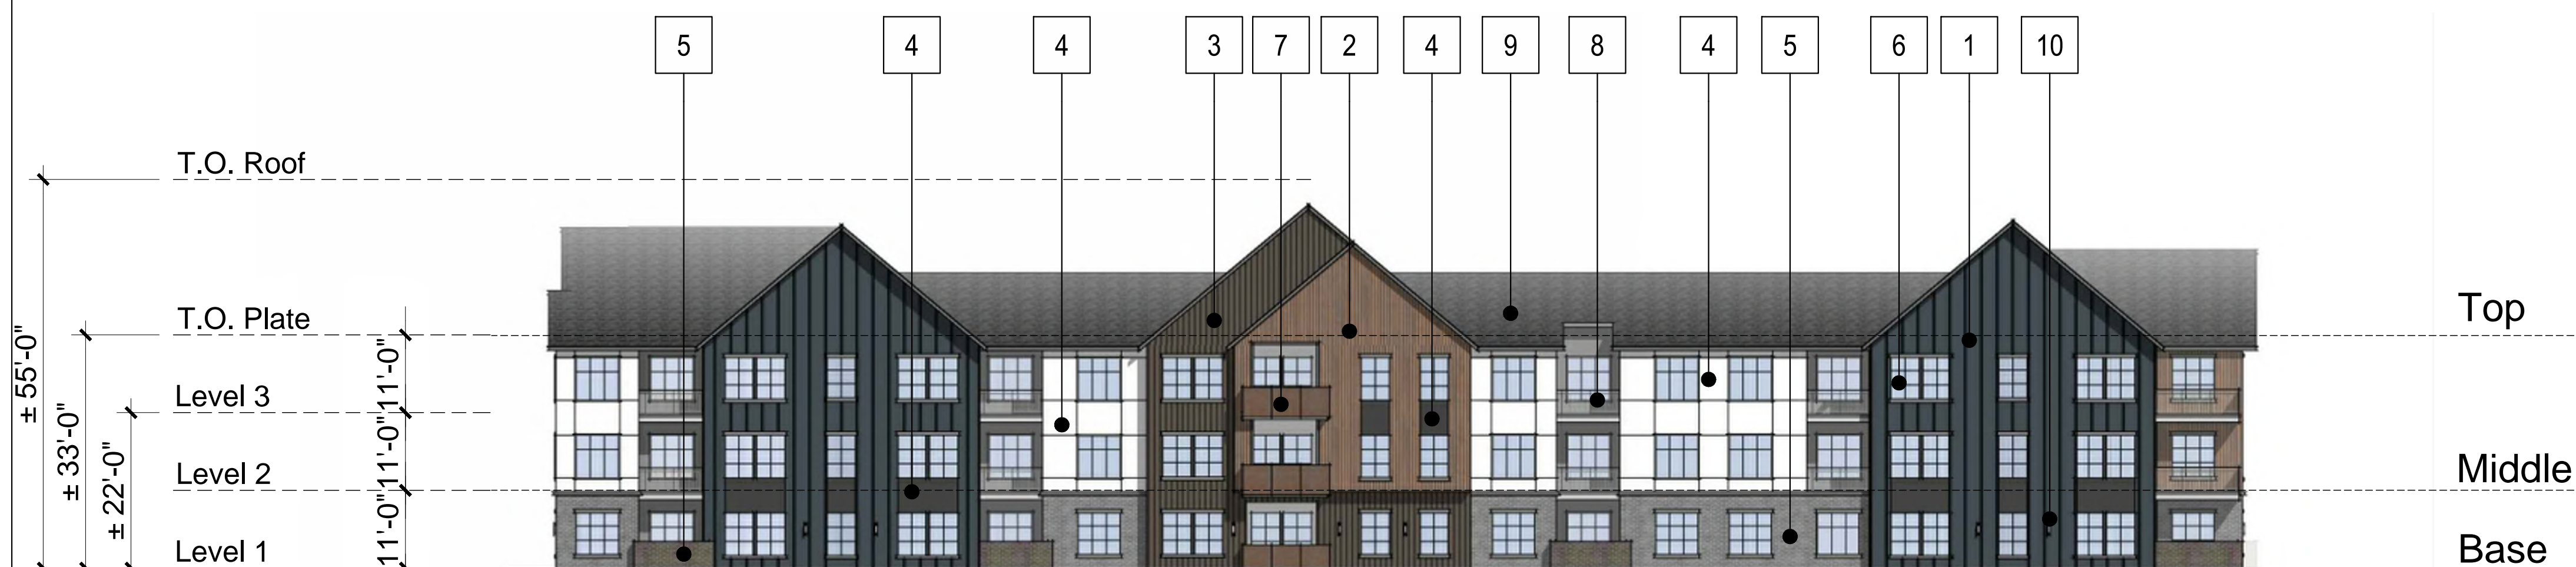 5 4 4 3 7 2 4 9 8 4 5 6 1 10
T.O. Roof
T.O. Plate
Top
± 55'-0"
± 33'-0"
± 22'-0"
11'-0"
11'-0"
11'-0"
Level 3
Level 2
Middle
Level 1
Base